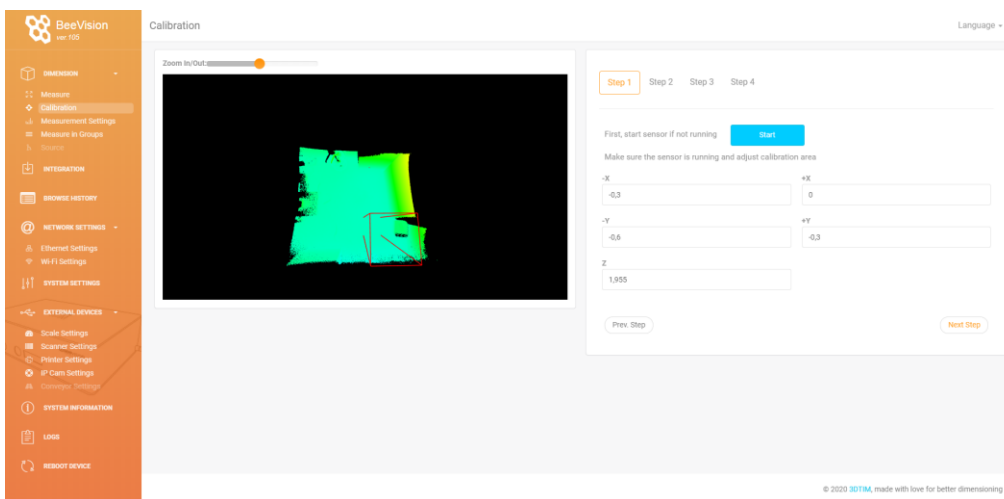 BeeVision
ver.105
Calibration
Language
DIMENSION
Measure
Calibration
Measurement Settings
Measure in Groups
Source
INTEGRATION
BROWSE HISTORY
NETWORK SETTINGS
Ethernet Settings
Wi-Fi Settings
SYSTEM SETTINGS
EXTERNAL DEVICES
Scale Settings
Scanner Settings
Printer Settings
IP Cam Settings
Conveyor Settings
SYSTEM INFORMATION
LOGS
REBOOT DEVICE
Zoom In/Out:
Step 1 Step 2 Step 3 Step 4
First, start sensor if not running Start
Make sure the sensor is running and adjust calibration area
-X +X
-0,3 0
-Y +Y
-0,6 -0,3
Z
1,955
Prev. Step Next Step
© 2020 3DTIM, made with love for better dimensioning